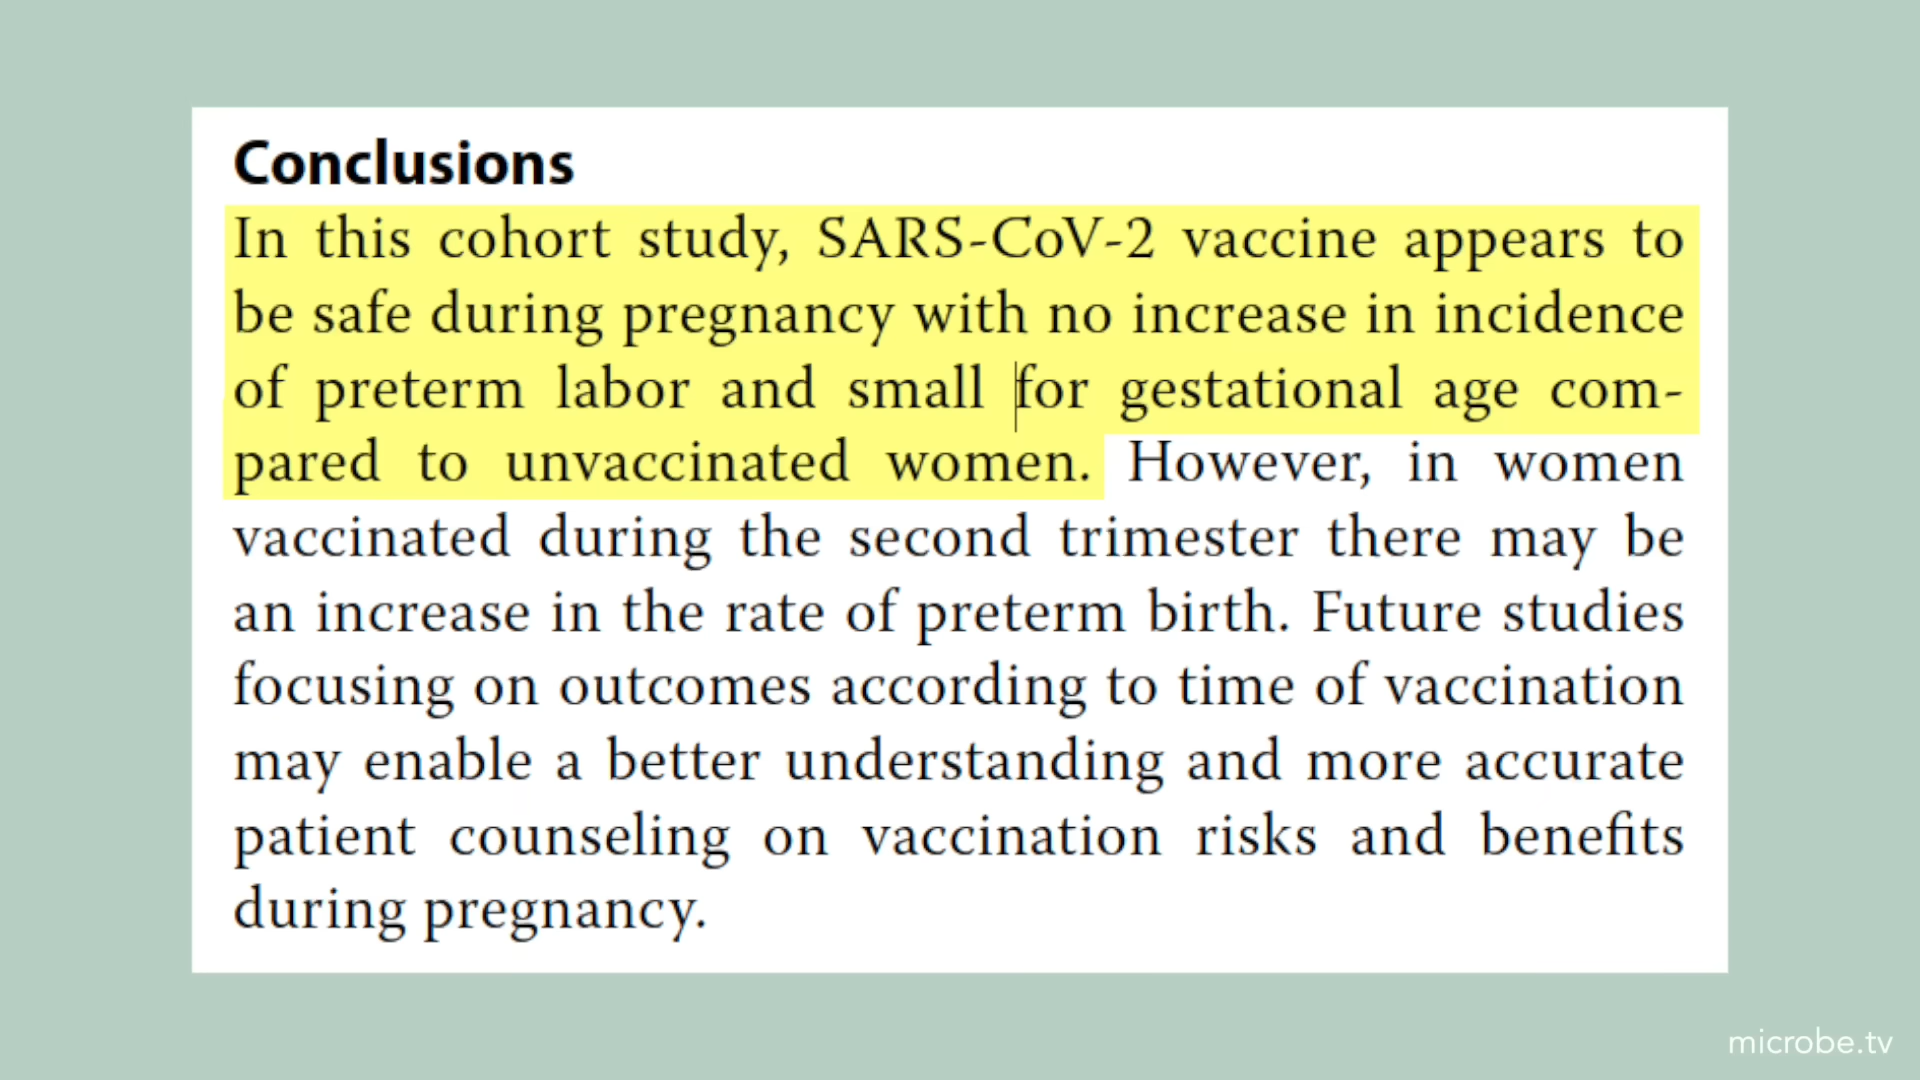 Conclusions
In this cohort study, SARS-CoV-2 vaccine appears to
be safe during pregnancy with no increase in incidence
of preterm labor and small for gestational age com-
pared to unvaccinated women. However, in women
vaccinated during the second trimester there may be
an increase in the rate of preterm birth. Future studies
focusing on outcomes according to time of vaccination
may enable a better understanding and more accurate
patient counseling on vaccination risks and benefits
during pregnancy.
microbe.tv